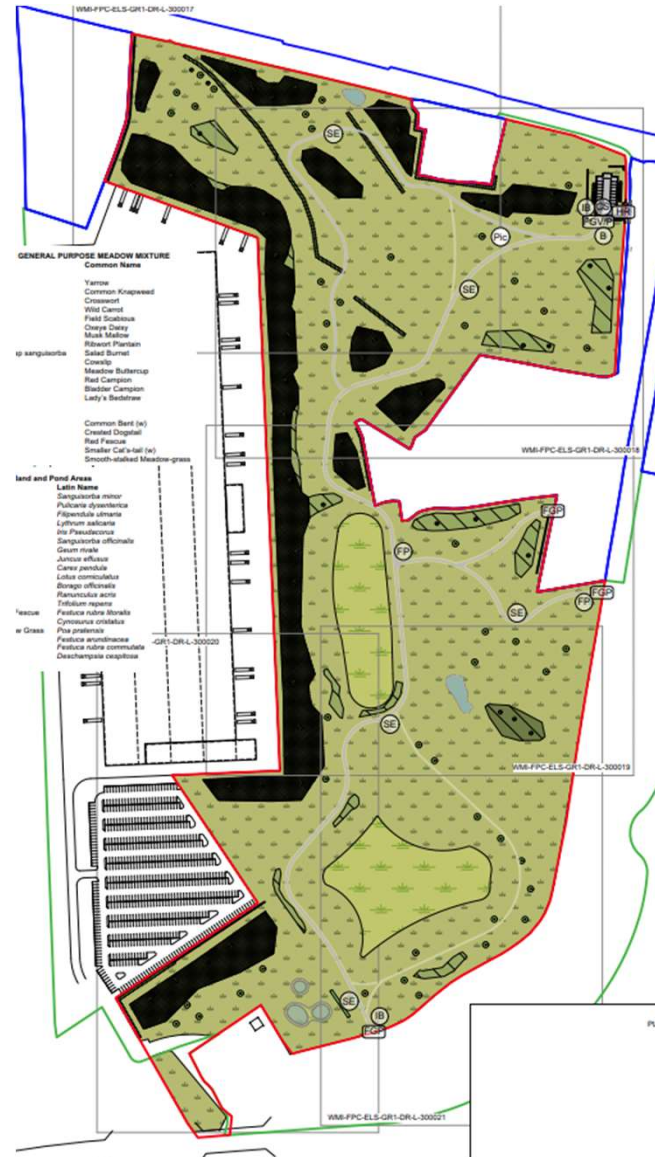 WMI-FPC-ELS-GR1-DR-L-300017
SE
IB
HR
Pic
B
SE
GENERAL PURPOSE MEADOW MIXTURE
Common Name
Yarrow
Common Knapweed
Crosswort
Wild Carrot
Field Scabious
Oxeye Daisy
Musk Mallow
Ribwort Plantain
sp sanguisorba Salad Burnet
Cowslip
Meadow Buttercup
Red Campion
Bladder Campion
Lady's Bedstraw
Common Bent (w)
Crested Dogstail
Red Fescue
Smaller Cat's-tail (w)
Smooth-stalked Meadow-grass
WMI-FPC-ELS-GR1-DR-L-300018
land and Pond Areas
Latin Name
Sanguisorba minor
Pulicaria dysenterica
Filipendula ulmaria
Lythrum salicaria
Iris Pseudacorus
Sanguisorba officinalis
Geum rivale
Juncus effusus
Carex pendula
Lotus corniculatus
Borago officinalis
Ranunculus acris
Trifolium repens
Fescue Festuca rubra litoralis
Cynosurus cristatus
w Grass Poa pratensis
Festuca arundinacea
Festuca rubra commutata
Deschampsia cespitosa
-GR1-DR-L-300020
FGP
FP
FGP
FP
SE
SE
WMI-FPC-ELS-GR1-DR-L-300019
SE
IB
FGP
PL
WMI-FPC-ELS-GR1-DR-L-300021